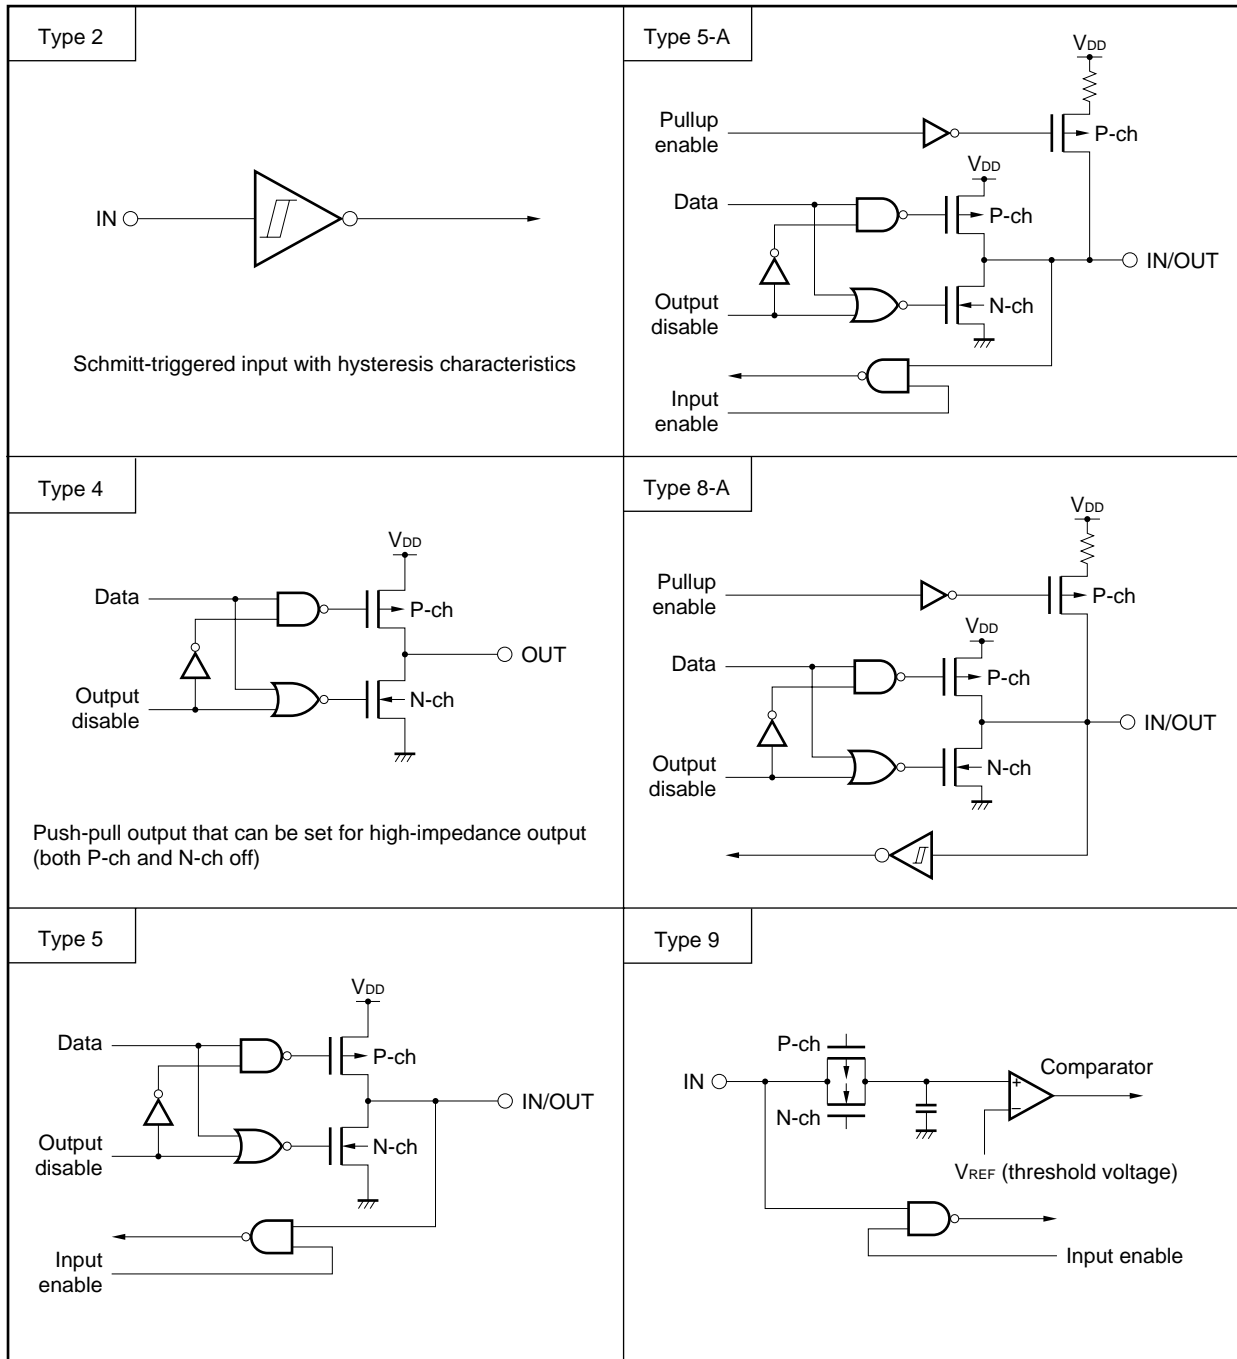 Type 2
IN
Schmitt-triggered input with hysteresis characteristics
Type 5-A
VDD
Pullup
enable
P-ch
VDD
Data
P-ch
IN/OUT
Output
disable
N-ch
Input
enable
Type 4
VDD
Data
P-ch
OUT
Output
disable
N-ch
Push-pull output that can be set for high-impedance output
(both P-ch and N-ch off)
Type 8-A
VDD
Pullup
enable
P-ch
VDD
Data
P-ch
IN/OUT
Output
disable
N-ch
Type 5
VDD
Data
P-ch
IN/OUT
Output
disable
N-ch
Input
enable
Type 9
P-ch
IN
N-ch
Comparator
+
−
VREF (threshold voltage)
Input enable